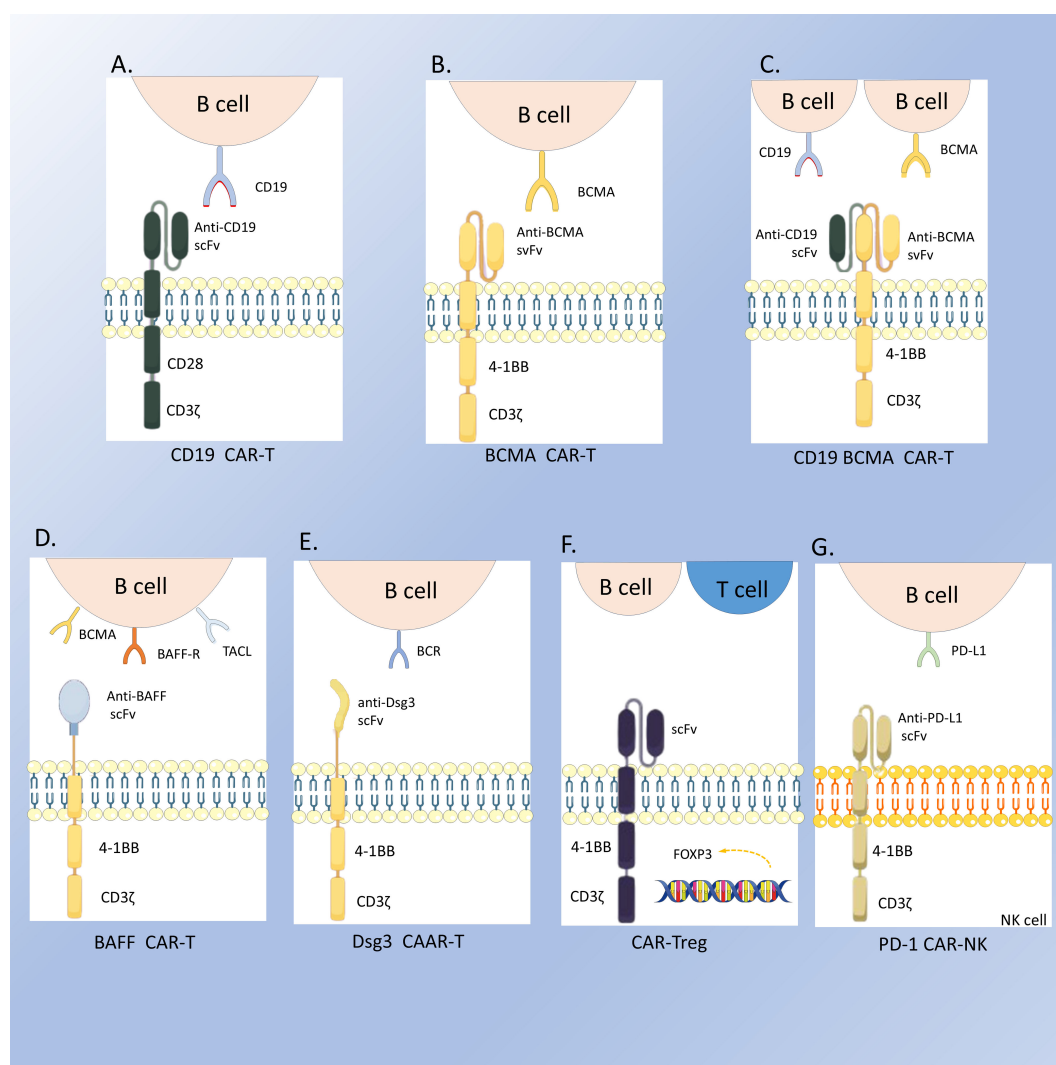 A.
B cell
CD19
Anti-CD19
scFv
CD28
CD3ζ
CD19 CAR-T
B.
B cell
BCMA
Anti-BCMA
svFv
4-1BB
CD3ζ
BCMA CAR-T
C.
B cell
B cell
CD19
BCMA
Anti-CD19
scFv
Anti-BCMA
svFv
4-1BB
CD3ζ
CD19 BCMA CAR-T
D.
B cell
BCMA
BAFF-R
TACL
Anti-BAFF
scFv
4-1BB
CD3ζ
BAFF CAR-T
E.
B cell
BCR
anti-Dsg3
scFv
4-1BB
CD3ζ
Dsg3 CAAR-T
F.
B cell
T cell
scFv
4-1BB
FOXP3
CD3ζ
CAR-Treg
G.
B cell
PD-L1
Anti-PD-L1
scFv
4-1BB
CD3ζ
NK cell
PD-1 CAR-NK